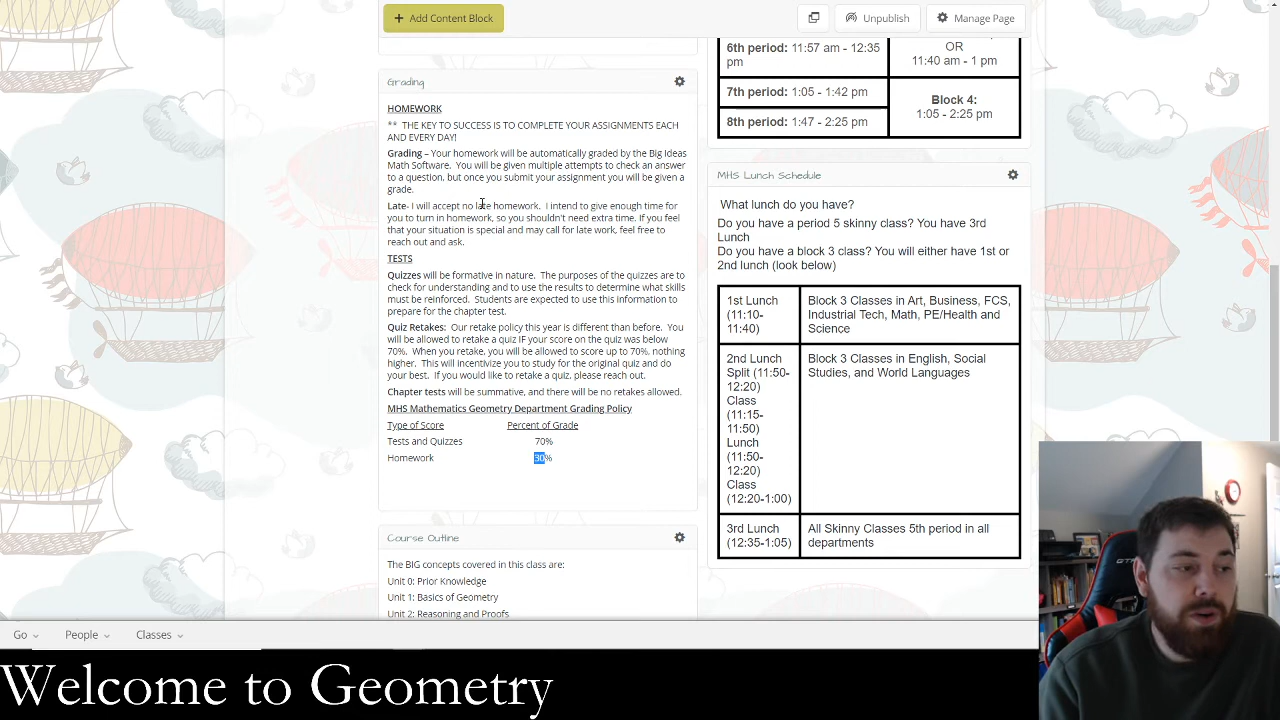 Add Content Block
Unpublish
Manage Page
Grading
HOMEWORK
** THE KEY TO SUCCESS IS TO COMPLETE YOUR ASSIGNMENTS EACH
AND EVERY DAY!
Grading – Your homework will be automatically graded by the Big Ideas
Math Software. You will be given multiple attempts to check an answer
to a question, but once you submit your assignment you will be given a
grade.
Late- I will accept no late homework. I intend to give enough time for
you to turn in homework, so you shouldn't need extra time. If you feel
that your situation is special and may call for late work, feel free to
reach out and ask.
TESTS
Quizzes will be formative in nature. The purposes of the quizzes are to
check for understanding and to use the results to determine what skills
must be reinforced. Students are expected to use this information to
prepare for the chapter test.
Quiz Retakes: Our retake policy this year is different than before. You
will be allowed to retake a quiz IF your score on the quiz was below
70%. When you retake, you will be allowed to score up to 70%, nothing
higher. This will incentivize you to study for the original quiz and do
your best. If you would like to retake a quiz, please reach out.
Chapter tests will be summative, and there will be no retakes allowed.
MHS Mathematics Geometry Department Grading Policy
Type of Score Percent of Grade
Tests and Quizzes 70%
Homework 30%
Course Outline
The BIG concepts covered in this class are:
Unit 0: Prior Knowledge
Unit 1: Basics of Geometry
Unit 2: Reasoning and Proofs
6th period: 11:57 am - 12:35
pm
OR
11:40 am - 1 pm
7th period: 1:05 - 1:42 pm
8th period: 1:47 - 2:25 pm
Block 4:
1:05 - 2:25 pm
MHS Lunch Schedule
What lunch do you have?
Do you have a period 5 skinny class? You have 3rd
Lunch
Do you have a block 3 class? You will either have 1st or
2nd lunch (look below)
1st Lunch
(11:10-
11:40)
Block 3 Classes in Art, Business, FCS,
Industrial Tech, Math, PE/Health and
Science
2nd Lunch
Split (11:50-
12:20)
Class
(11:15-
11:50)
Lunch
(11:50-
12:20)
Class
(12:20-1:00)
Block 3 Classes in English, Social
Studies, and World Languages
3rd Lunch
(12:35-1:05)
All Skinny Classes 5th period in all
departments
Go
People
Classes
Welcome to Geometry